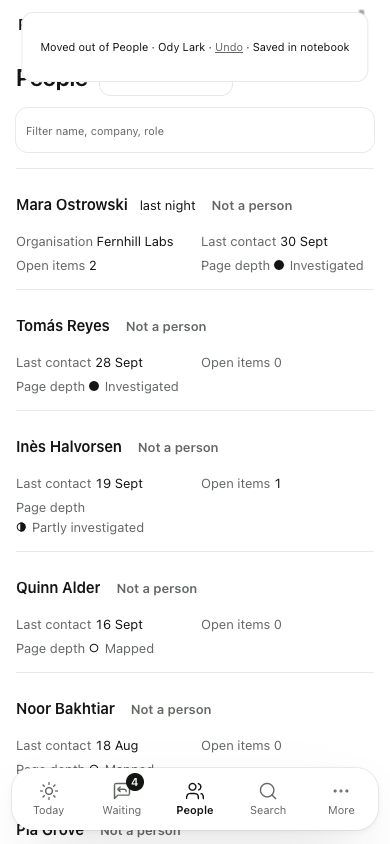 Moved out of People · Ody Lark · Undo · Saved in notebook
People
Filter name, company, role
Mara Ostrowski last night Not a person
Organisation Fernhill Labs Last contact 30 Sept
Open items 2 Page depth Investigated
Tomás Reyes Not a person
Last contact 28 Sept Open items 0
Page depth Investigated
Inès Halvorsen Not a person
Last contact 19 Sept Open items 1
Page depth
Partly investigated
Quinn Alder Not a person
Last contact 16 Sept Open items 0
Page depth Mapped
Noor Bakhtiar Not a person
Last contact 18 Aug Open items 0
Page depth Mapped
4
Today Waiting People Search More
Pia Grove Not a person